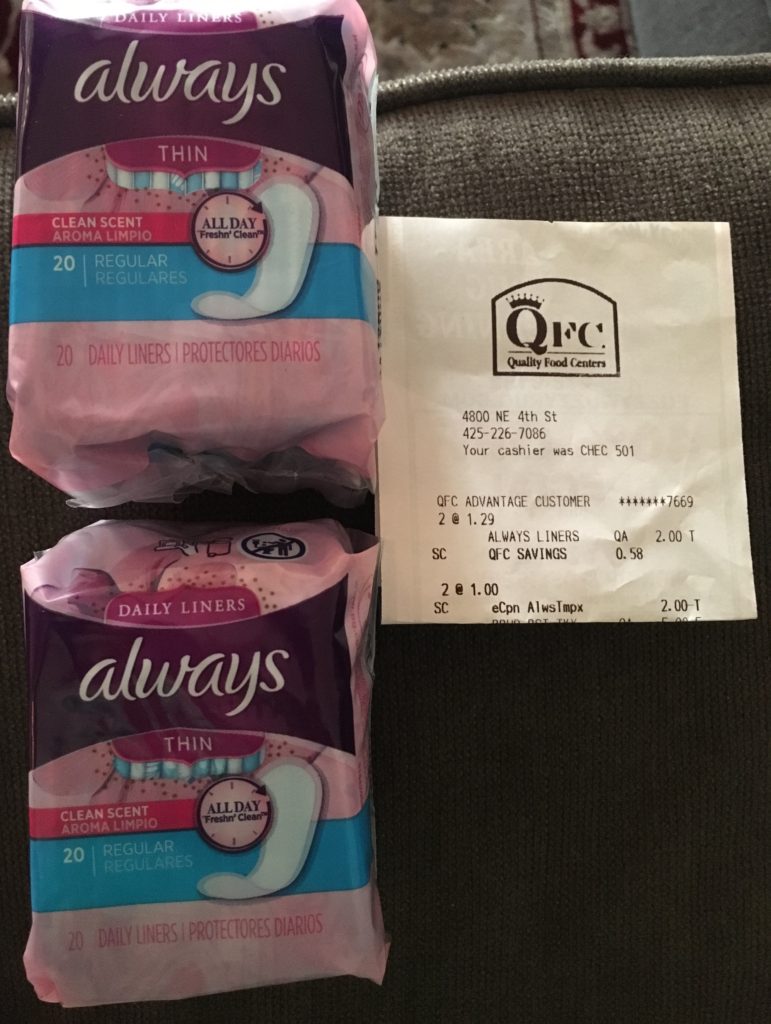 DAILY LINERS
always
THIN
CLEAN SCENT
AROMA LIMPIO
ALL DAY
"Freshn' Clean"™
20 REGULAR
REGULARES
20 DAILY LINERS | PROTECTORES DIARIOS
DAILY LINERS
always
THIN
CLEAN SCENT
AROMA LIMPIO
ALL DAY
"Freshn' Clean"™
20 REGULAR
REGULARES
20 DAILY LINERS | PROTECTORES DIARIOS
QFC
Quality Food Centers
4800 NE 4th St
425-226-7086
Your cashier was CHEC 501
QFC ADVANTAGE CUSTOMER *******7669
2 @ 1.29
ALWAYS LINERS QA 2.00 T
SC QFC SAVINGS 0.58
2 @ 1.00
SC eCpn AlwsTmpx 2.00-T